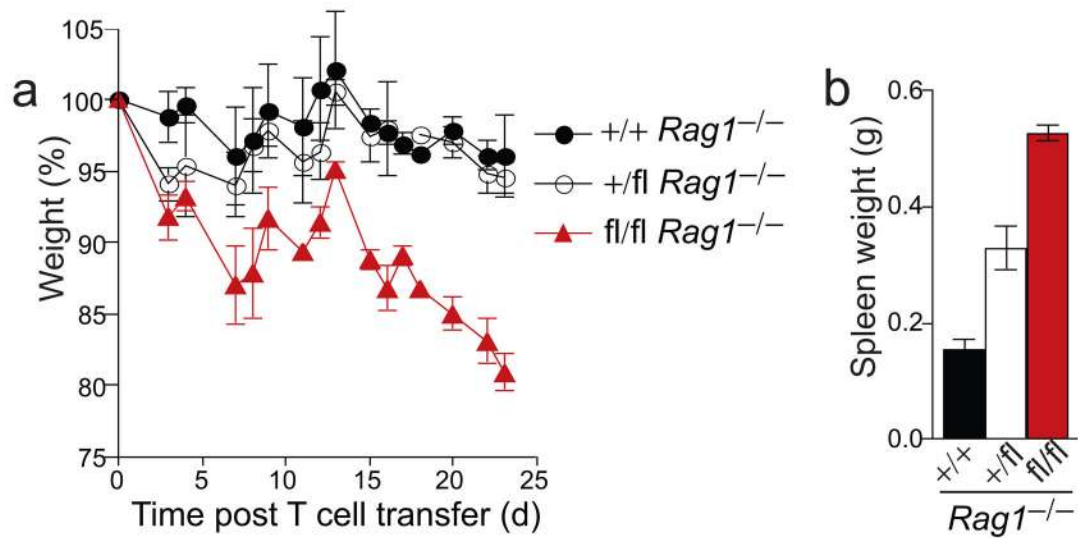 a
Weight (%)
105
100
95
90
85
80
75
0 5 10 15 20 25
Time post T cell transfer (d)
+/+ Rag1−/−
+/fl Rag1−/−
fl/fl Rag1−/−
b
Spleen weight (g)
0.6
0.4
0.2
0.0
+/+ +/fl fl/fl
Rag1−/−